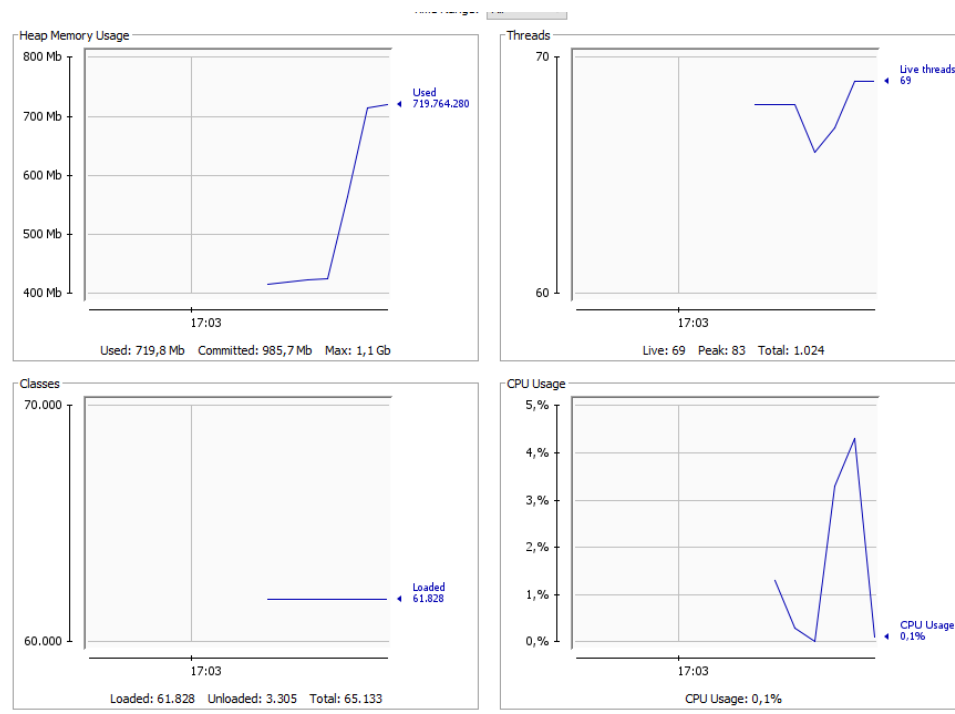 Heap Memory Usage
800 Mb
700 Mb
600 Mb
500 Mb
400 Mb
Used
719.764.280
17:03
Used: 719,8 Mb Committed: 985,7 Mb Max: 1,1 Gb
Threads
70
60
Live threads
69
17:03
Live: 69 Peak: 83 Total: 1.024
Classes
70.000
60.000
Loaded
61.828
17:03
Loaded: 61.828 Unloaded: 3.305 Total: 65.133
CPU Usage
5,%
4,%
3,%
2,%
1,%
0,%
CPU Usage
0,1%
17:03
CPU Usage: 0,1%